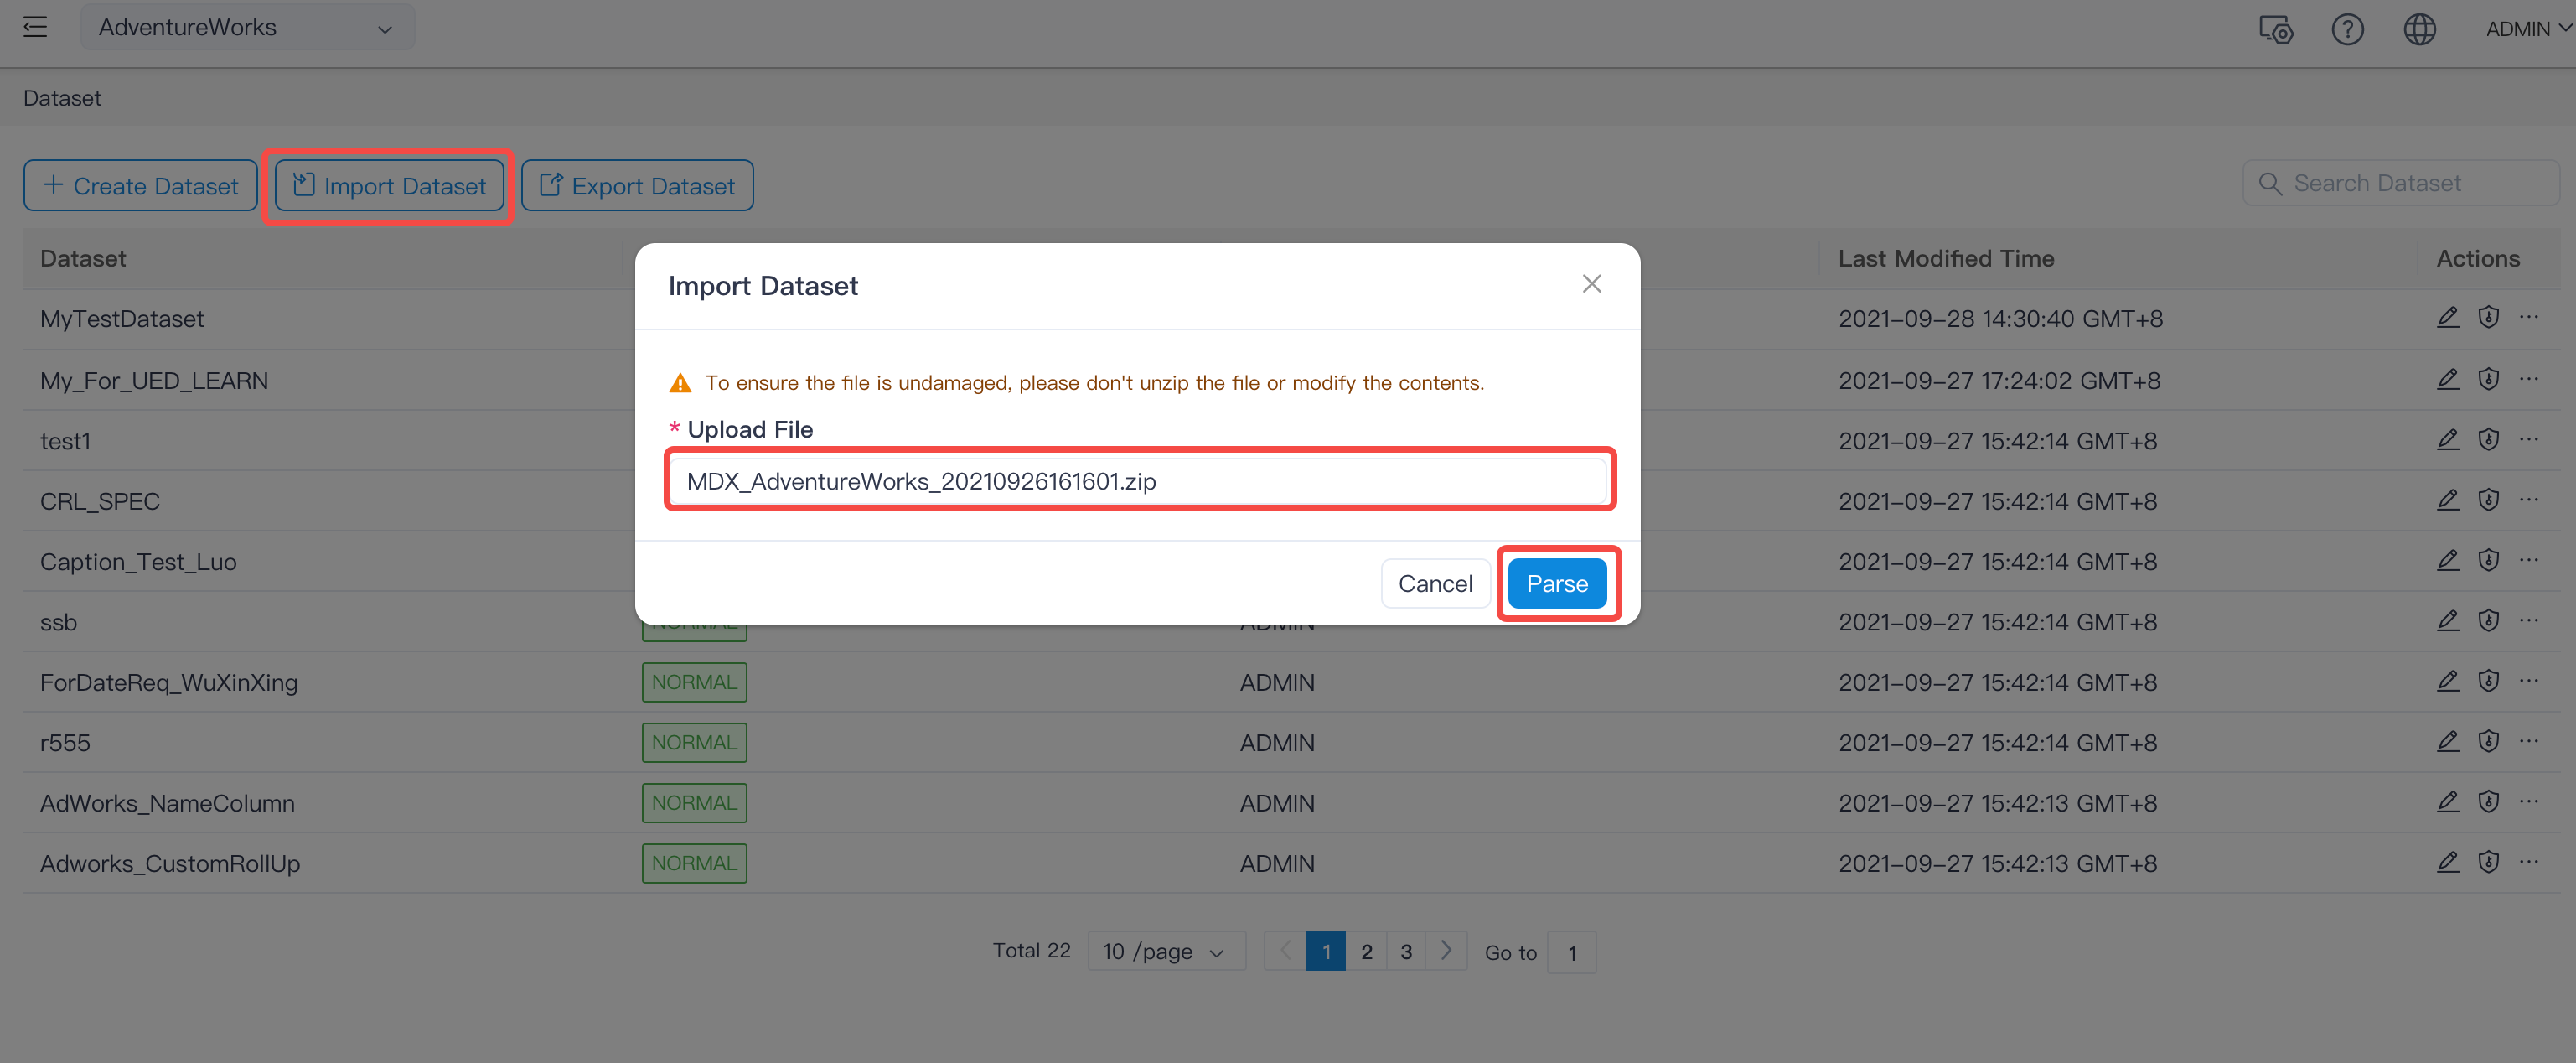 AdventureWorks
ADMIN
Dataset
Create Dataset
Import Dataset
Export Dataset
Search Dataset
Dataset
Last Modified Time
Actions
Import Dataset
To ensure the file is undamaged, please don't unzip the file or modify the contents.
* Upload File
MDX_AdventureWorks_20210926161601.zip
Cancel
Parse
MyTestDataset
2021-09-28 14:30:40 GMT+8
My_For_UED_LEARN
2021-09-27 17:24:02 GMT+8
test1
2021-09-27 15:42:14 GMT+8
CRL_SPEC
2021-09-27 15:42:14 GMT+8
Caption_Test_Luo
2021-09-27 15:42:14 GMT+8
ssb
NORMAL
ADMIN
2021-09-27 15:42:14 GMT+8
ForDateReq_WuXinXing
NORMAL
ADMIN
2021-09-27 15:42:14 GMT+8
r555
NORMAL
ADMIN
2021-09-27 15:42:14 GMT+8
AdWorks_NameColumn
NORMAL
ADMIN
2021-09-27 15:42:13 GMT+8
Adworks_CustomRollUp
NORMAL
ADMIN
2021-09-27 15:42:13 GMT+8
Total 22
10 /page
1
2
3
Go to
1